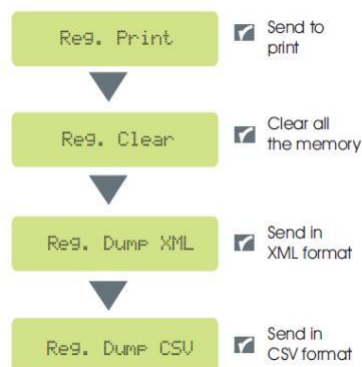 Reg. Print
Send to
print
Reg. Clear
Clear all
the memory
Reg. Dump XML
Send in
XML format
Reg. Dump CSV
Send in
CSV format